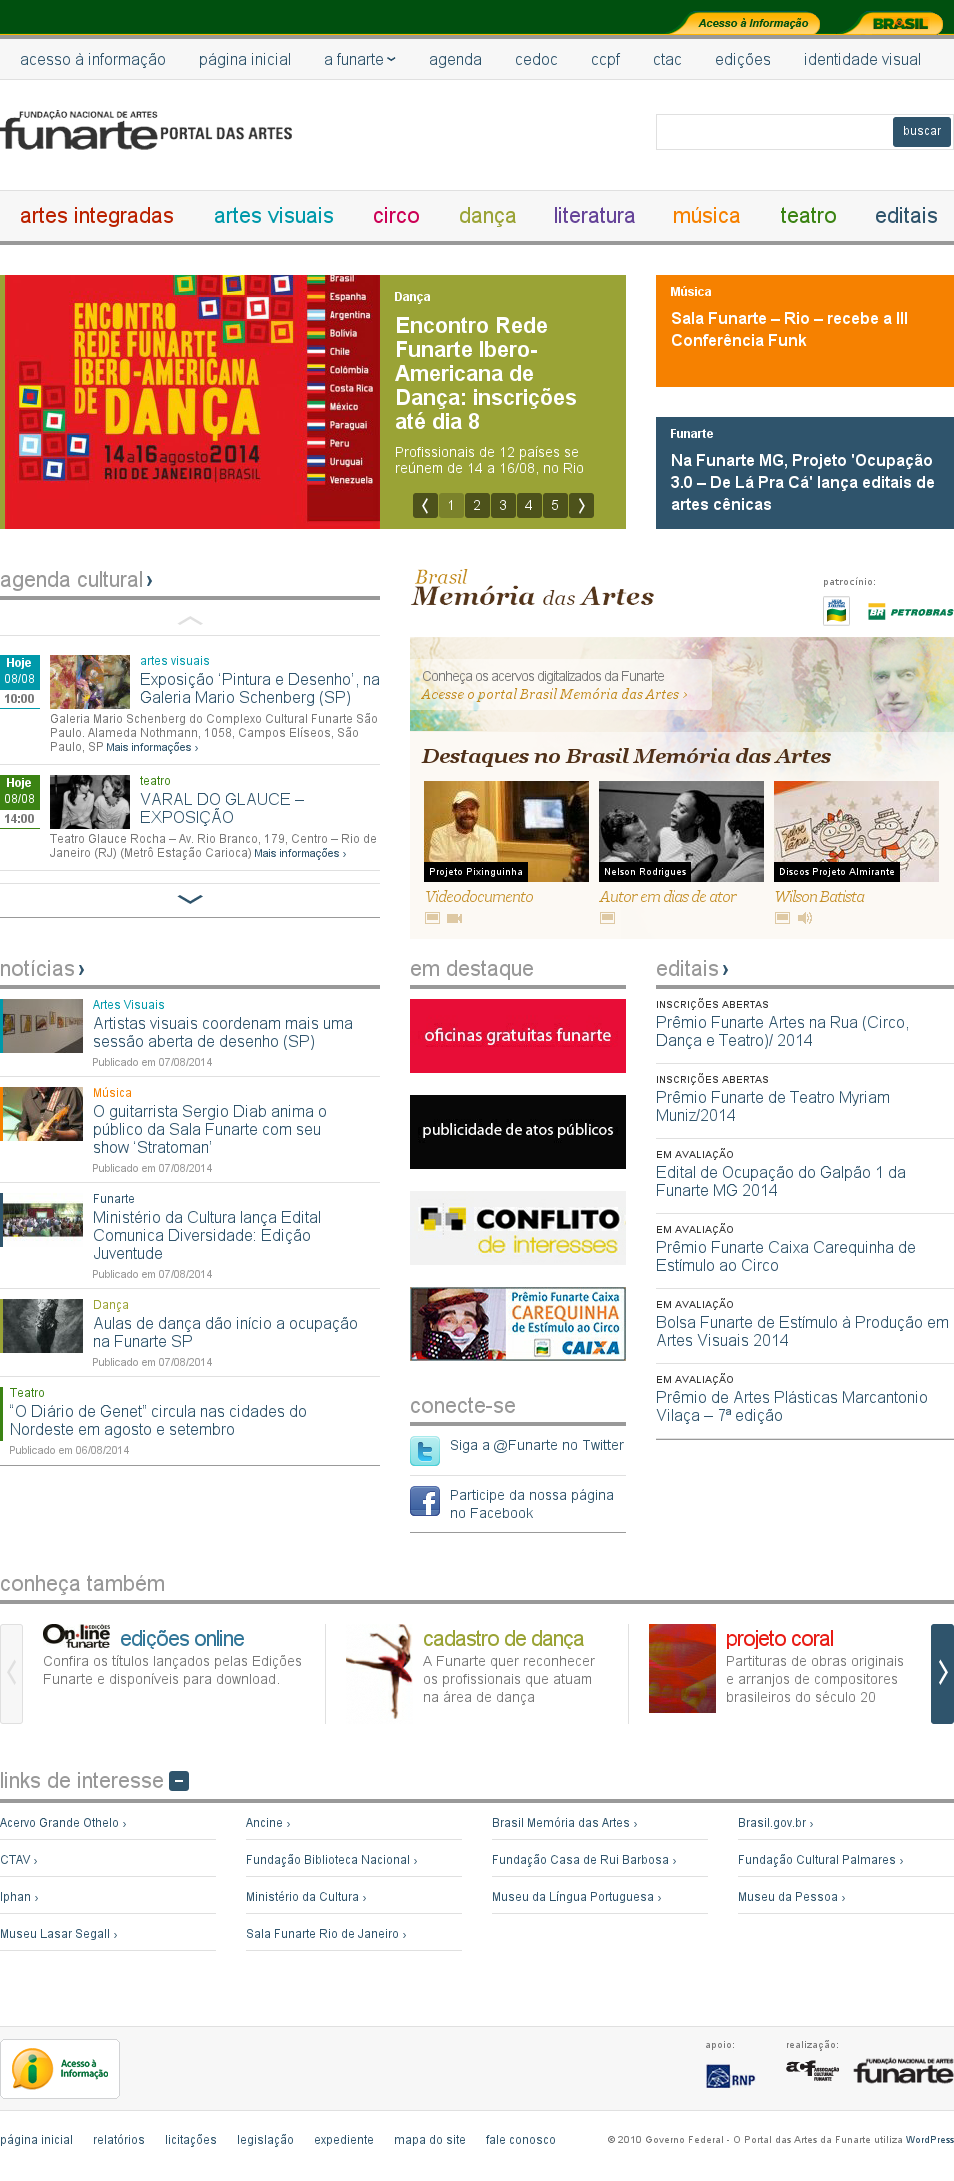 Acesso à Informação
BRASIL
acesso à informação
página inicial
a funarte
agenda
cedoc
ccpf
ctac
edições
identidade visual
FUNDAÇÃO NACIONAL DE ARTES
funarte PORTAL DAS ARTES
buscar
artes integradas
artes visuais
circo
dança
literatura
música
teatro
editais
ENCONTRO
REDE
FUNARTE
IBERO-
AMERICANA
DE DANÇA
14 a 16 agosto 2014
RIO DE JANEIRO | BRASIL
Brasil
Espanha
Argentina
Bolívia
Chile
Colômbia
Costa Rica
México
Paraguai
Peru
Uruguai
Venezuela
Dança
Encontro Rede
Funarte Ibero-
Americana de
Dança: inscrições
até dia 8
Profissionais de 12 países se
reúnem de 14 a 16/08, no Rio
1 2 3 4 5
Música
Sala Funarte – Rio – recebe a III
Conferência Funk
Funarte
Na Funarte MG, Projeto 'Ocupação
3.0 – De Lá Pra Cá' lança editais de
artes cênicas
agenda cultural ›
Hoje
08/08
10:00
artes visuais
Exposição ‘Pintura e Desenho’, na
Galeria Mario Schenberg (SP)
Galeria Mario Schenberg do Complexo Cultural Funarte São
Paulo. Alameda Nothmann, 1058, Campos Elíseos, São
Paulo, SP Mais informações ›
Hoje
08/08
14:00
teatro
VARAL DO GLAUCE –
EXPOSIÇÃO
Teatro Glauce Rocha – Av. Rio Branco, 179, Centro – Rio de
Janeiro (RJ) (Metrô Estação Carioca) Mais informações ›
Brasil
Memória das Artes
patrocínio:
BR PETROBRAS
Conheça os acervos digitalizados da Funarte
Acesse o portal Brasil Memória das Artes ›
Destaques no Brasil Memória das Artes
Projeto Pixinguinha
Videodocumento
Nelson Rodrigues
Autor em dias de ator
Discos Projeto Almirante
Wilson Batista
notícias ›
Artes Visuais
Artistas visuais coordenam mais uma
sessão aberta de desenho (SP)
Publicado em 07/08/2014
Música
O guitarrista Sergio Diab anima o
público da Sala Funarte com seu
show ‘Stratoman’
Publicado em 07/08/2014
Funarte
Ministério da Cultura lança Edital
Comunica Diversidade: Edição
Juventude
Publicado em 07/08/2014
Dança
Aulas de dança dão início a ocupação
na Funarte SP
Publicado em 07/08/2014
Teatro
“O Diário de Genet” circula nas cidades do
Nordeste em agosto e setembro
Publicado em 06/08/2014
em destaque
oficinas gratuitas funarte
publicidade de atos públicos
CONFLITO
de interesses
Prêmio Funarte Caixa
CAREQUINHA
de Estímulo ao Circo
CAIXA
conecte-se
Siga a @Funarte no Twitter
Participe da nossa página
no Facebook
editais ›
INSCRIÇÕES ABERTAS
Prêmio Funarte Artes na Rua (Circo,
Dança e Teatro)/ 2014
INSCRIÇÕES ABERTAS
Prêmio Funarte de Teatro Myriam
Muniz/2014
EM AVALIAÇÃO
Edital de Ocupação do Galpão 1 da
Funarte MG 2014
EM AVALIAÇÃO
Prêmio Funarte Caixa Carequinha de
Estímulo ao Circo
EM AVALIAÇÃO
Bolsa Funarte de Estímulo à Produção em
Artes Visuais 2014
EM AVALIAÇÃO
Prêmio de Artes Plásticas Marcantonio
Vilaça – 7ª edição
conheça também
On-line EDIÇÕES
funarte
edições online
Confira os títulos lançados pelas Edições
Funarte e disponíveis para download.
cadastro de dança
A Funarte quer reconhecer
os profissionais que atuam
na área de dança
projeto coral
Partituras de obras originais
e arranjos de compositores
brasileiros do século 20
links de interesse
Acervo Grande Othelo ›
Ancine ›
Brasil Memória das Artes ›
Brasil.gov.br ›
CTAV ›
Fundação Biblioteca Nacional ›
Fundação Casa de Rui Barbosa ›
Fundação Cultural Palmares ›
Iphan ›
Ministério da Cultura ›
Museu da Língua Portuguesa ›
Museu da Pessoa ›
Museu Lasar Segall ›
Sala Funarte Rio de Janeiro ›
Acesso à
Informação
apoio:
RNP
realização:
acf ASSOCIAÇÃO CULTURAL FUNARTE
FUNDAÇÃO NACIONAL DE ARTES
funarte
página inicial
relatórios
licitações
legislação
expediente
mapa do site
fale conosco
© 2010 Governo Federal - O Portal das Artes da Funarte utiliza WordPress